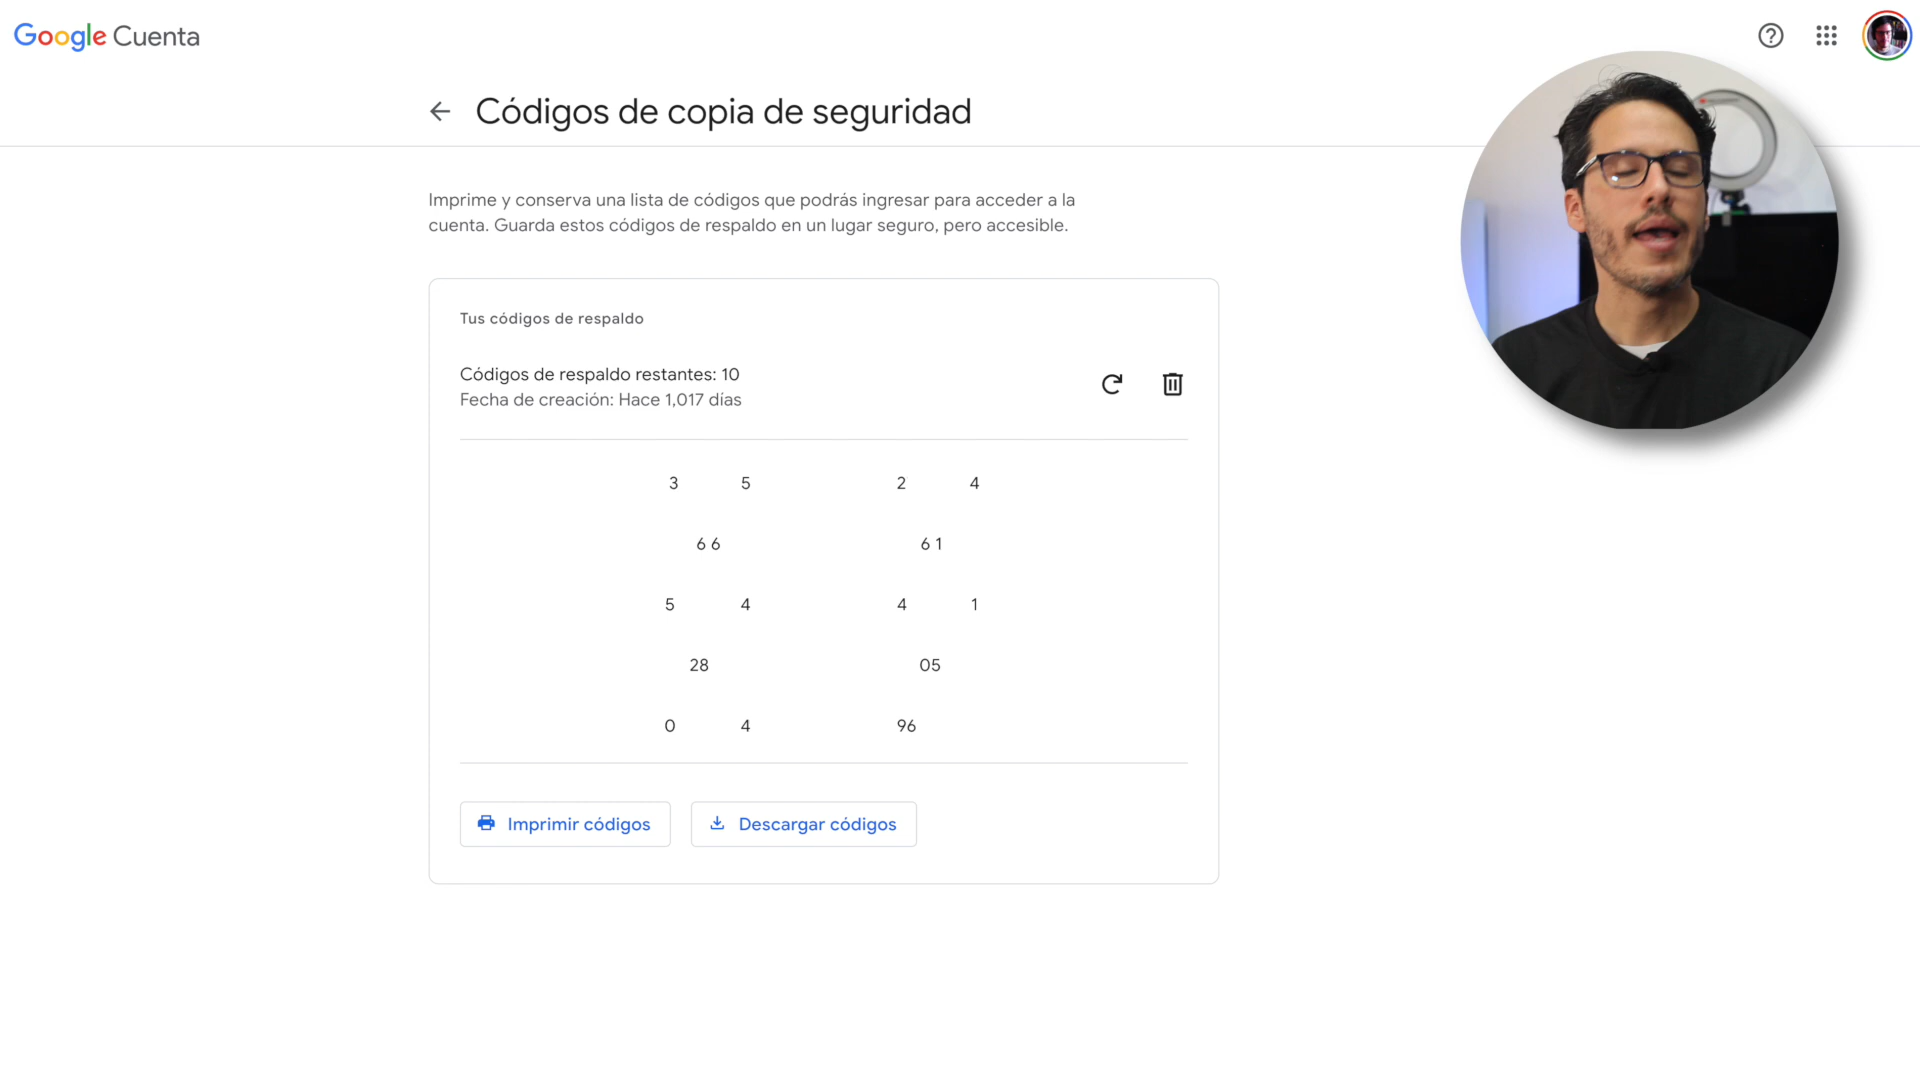 Google Cuenta
Códigos de copia de seguridad
Imprime y conserva una lista de códigos que podrás ingresar para acceder a la
cuenta. Guarda estos códigos de respaldo en un lugar seguro, pero accesible.
Tus códigos de respaldo
Códigos de respaldo restantes: 10
Fecha de creación: Hace 1,017 días
3 5 2 4
6 6 6 1
5 4 4 1
28 05
0 4 96
Imprimir códigos Descargar códigos